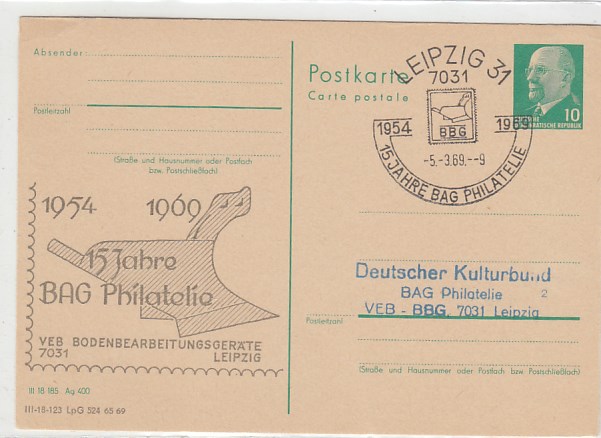 Absender:
Postleitzahl
(Straße und Hausnummer oder Postfach
bzw. Postschließfach)
1954 1969
15 Jahre
BAG Philatelie
VEB BODENBEARBEITUNGSGERÄTE
7031 LEIPZIG
III 18 185 Ag 400
III-18-123 LpG 524 65 69
Postkarte
Carte postale
LEIPZIG 31
7031
BBG
1954 1969
-5.-3.69.--9
15 JAHRE BAG PHILATELIE
10
DEUTSCHE
DEMOKRATISCHE REPUBLIK
Deutscher Kulturbund
BAG Philatelie 2
VEB - BBG, 7031 Leipzig
Postleitzahl
(Straße und Hausnummer oder Postfach bzw. Postschließfach)